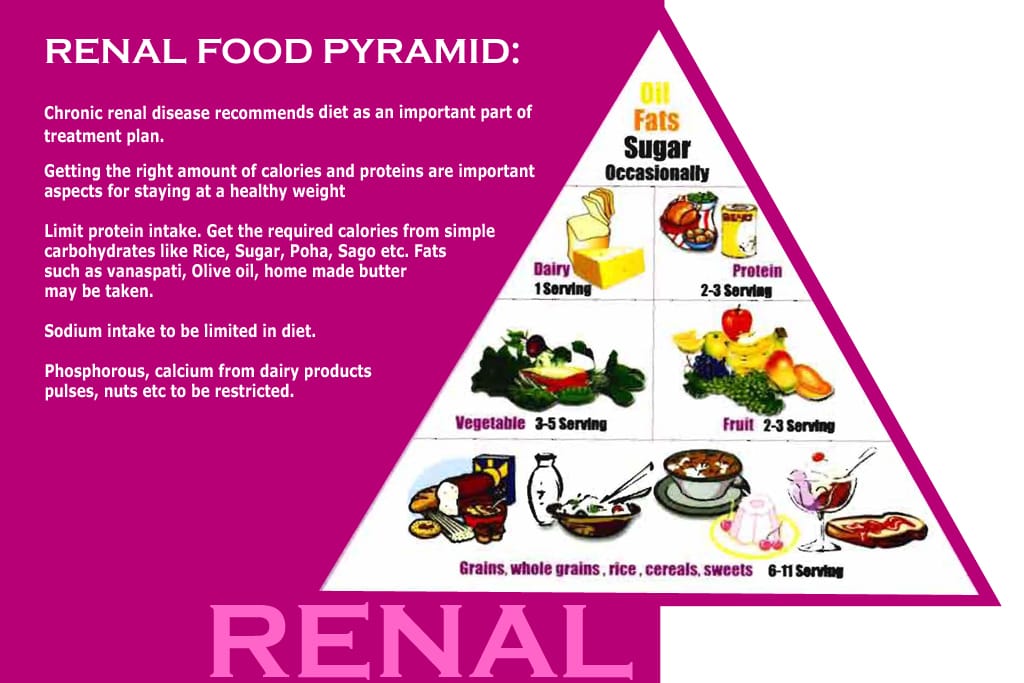 RENAL FOOD PYRAMID:
Chronic renal disease recommends diet as an important part of
treatment plan.
Getting the right amount of calories and proteins are important
aspects for staying at a healthy weight
Limit protein intake. Get the required calories from simple
carbohydrates like Rice, Sugar, Poha, Sago etc. Fats
such as vanaspati, Olive oil, home made butter
may be taken.
Sodium intake to be limited in diet.
Phosphorous, calcium from dairy products
pulses, nuts etc to be restricted.
Oil
Fats
Sugar
Occasionally
Dairy
1 Serving
Protein
2-3 Serving
Vegetable 3-5 Serving
Fruit 2-3 Serving
Grains, whole grains , rice , cereals, sweets 6-11 Serving
RENAL